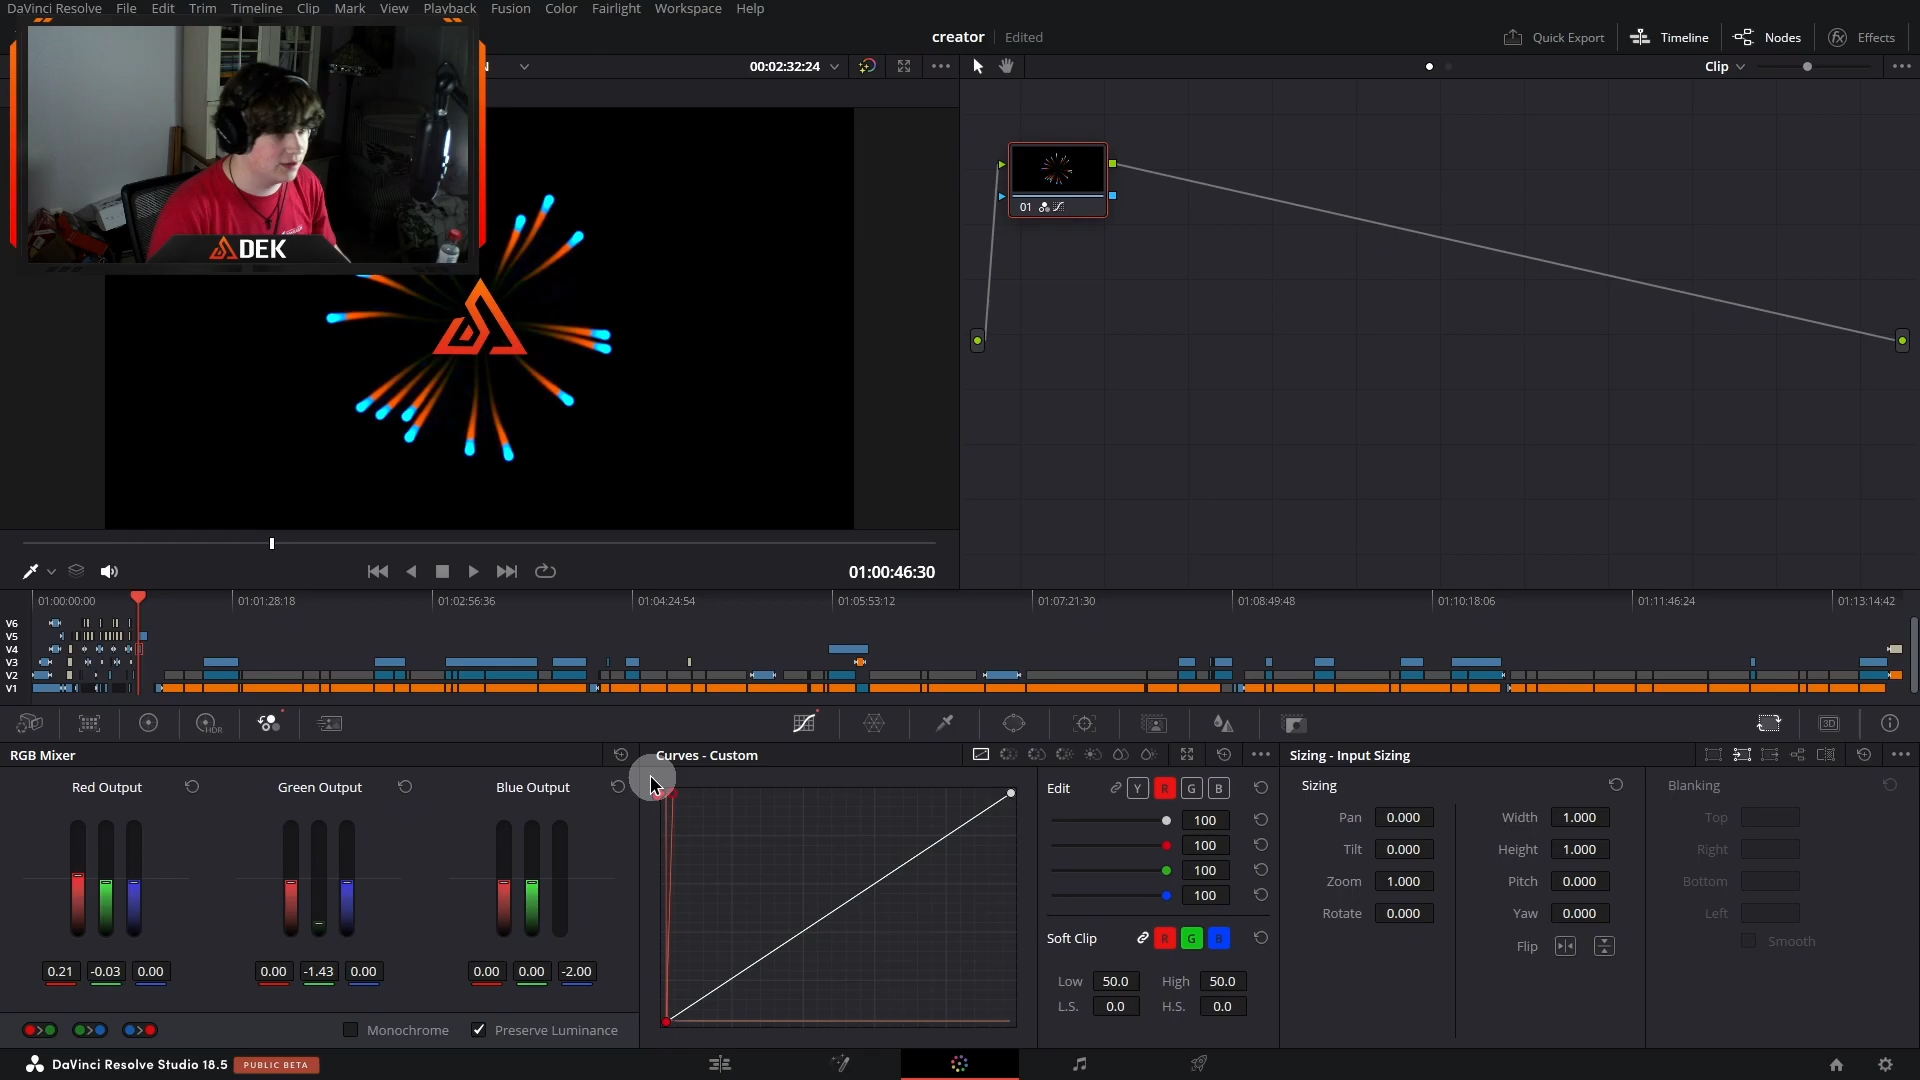 DaVinci Resolve File Edit Trim Timeline Clip Mark View Playback Fusion Color Fairlight Workspace Help
creator Edited
Quick Export Timeline Nodes Effects
00:02:32:24
Clip
DEK
01
01:00:46:30
01:00:00:00 01:01:28:18 01:02:56:36 01:04:24:54 01:05:53:12 01:07:21:30 01:08:49:48 01:10:18:06 01:11:46:24 01:13:14:42
V6
V5
V4
V3
V2
V1
HDR
3D
RGB Mixer
Red Output Green Output Blue Output
0.21 -0.03 0.00 0.00 -1.43 0.00 0.00 0.00 -2.00
Monochrome Preserve Luminance
Curves - Custom
Edit Y R G B
100
100
100
100
Soft Clip R G B
Low 50.0 High 50.0
L.S. 0.0 H.S. 0.0
Sizing - Input Sizing
Sizing
Pan 0.000 Width 1.000
Tilt 0.000 Height 1.000
Zoom 1.000 Pitch 0.000
Rotate 0.000 Yaw 0.000
Flip
Blanking
Top
Right
Bottom
Left
Smooth
DaVinci Resolve Studio 18.5 PUBLIC BETA